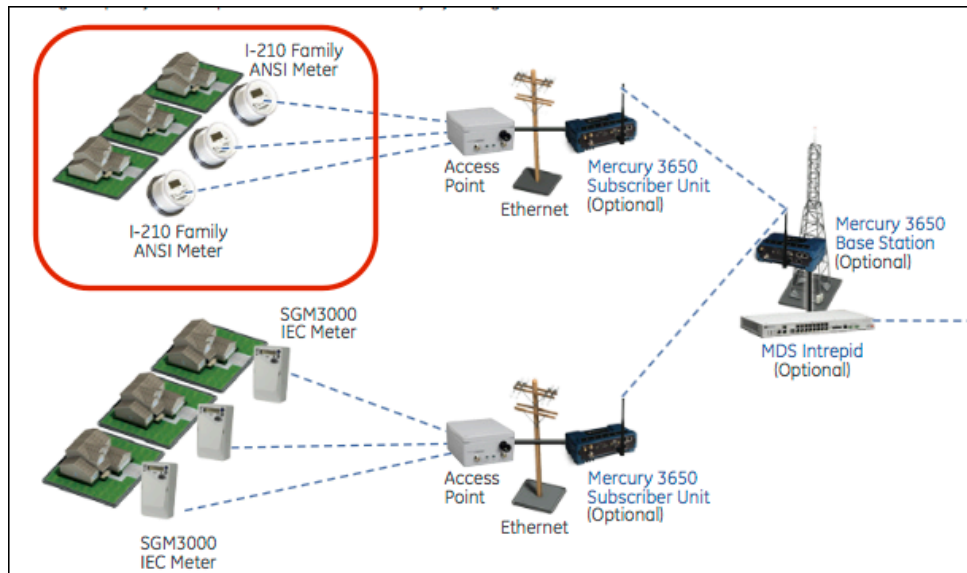 I-210 Family
ANSI Meter
I-210 Family
ANSI Meter
Access
Point
Ethernet
Mercury 3650
Subscriber Unit
(Optional)
Mercury 3650
Base Station
(Optional)
MDS Intrepid
(Optional)
SGM3000
IEC Meter
SGM3000
IEC Meter
Access
Point
Ethernet
Mercury 3650
Subscriber Unit
(Optional)